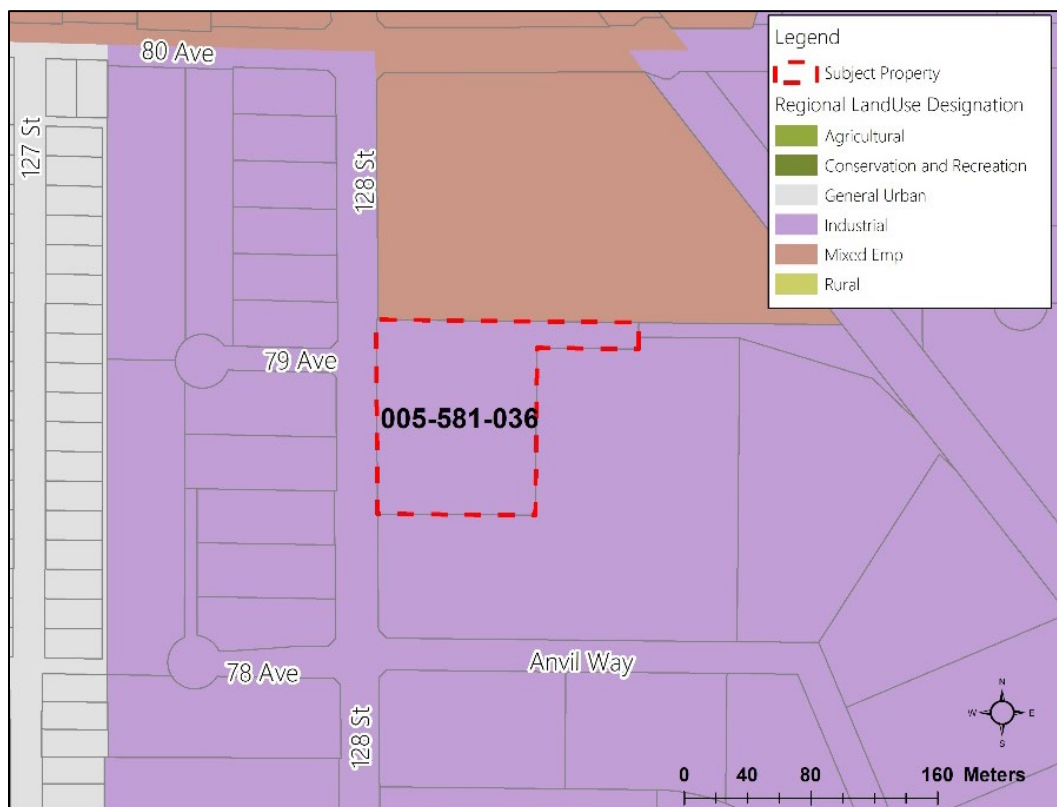 80 Ave
127 St
128 St
79 Ave
005-581-036
78 Ave
Anvil Way
128 St
Legend
Subject Property
Regional LandUse Designation
Agricultural
Conservation and Recreation
General Urban
Industrial
Mixed Emp
Rural
N
W E
S
0 40 80 160 Meters